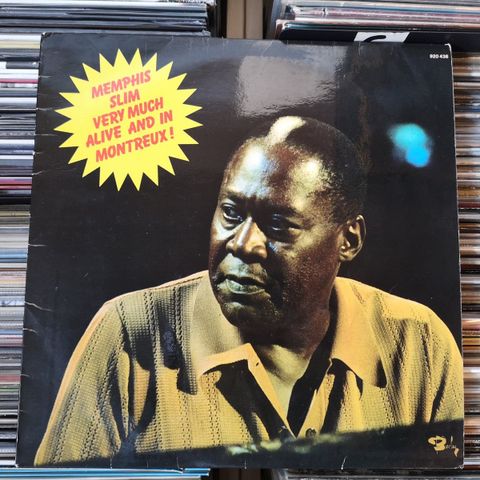 920 438
MEMPHIS
SLIM
VERY MUCH
ALIVE AND IN
MONTREUX!